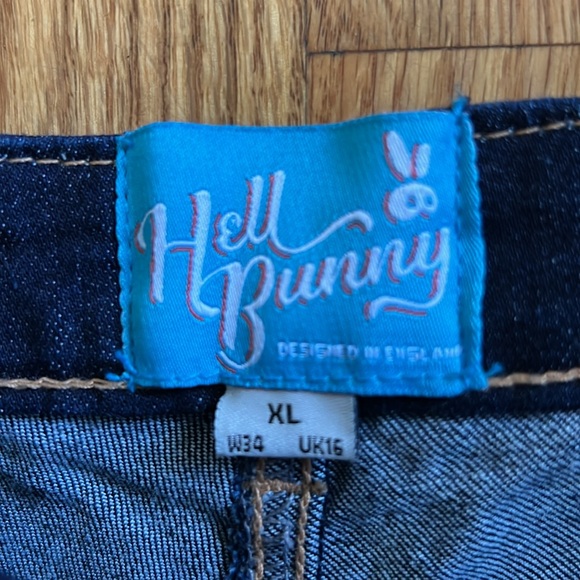 Hell
Bunny
DESIGNED IN ENGLAND
XL
W34 UK16